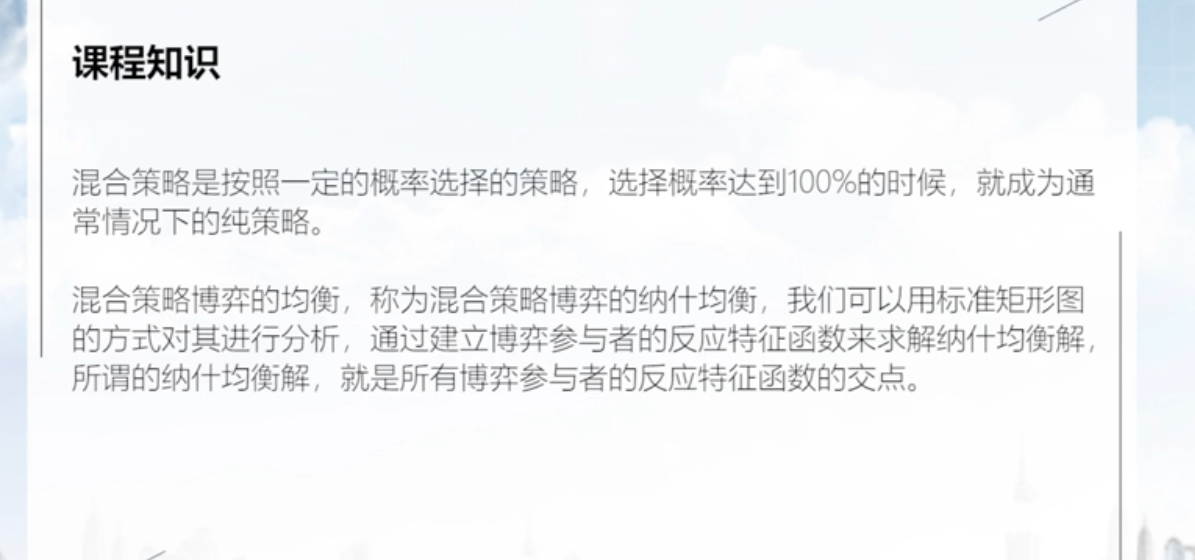 课程知识
混合策略是按照一定的概率选择的策略，选择概率达到100%的时候，就成为通
常情况下的纯策略。
混合策略博弈的均衡，称为混合策略博弈的纳什均衡，我们可以用标准矩形图
的方式对其进行分析，通过建立博弈参与者的反应特征函数来求解纳什均衡解，
所谓的纳什均衡解，就是所有博弈参与者的反应特征函数的交点。